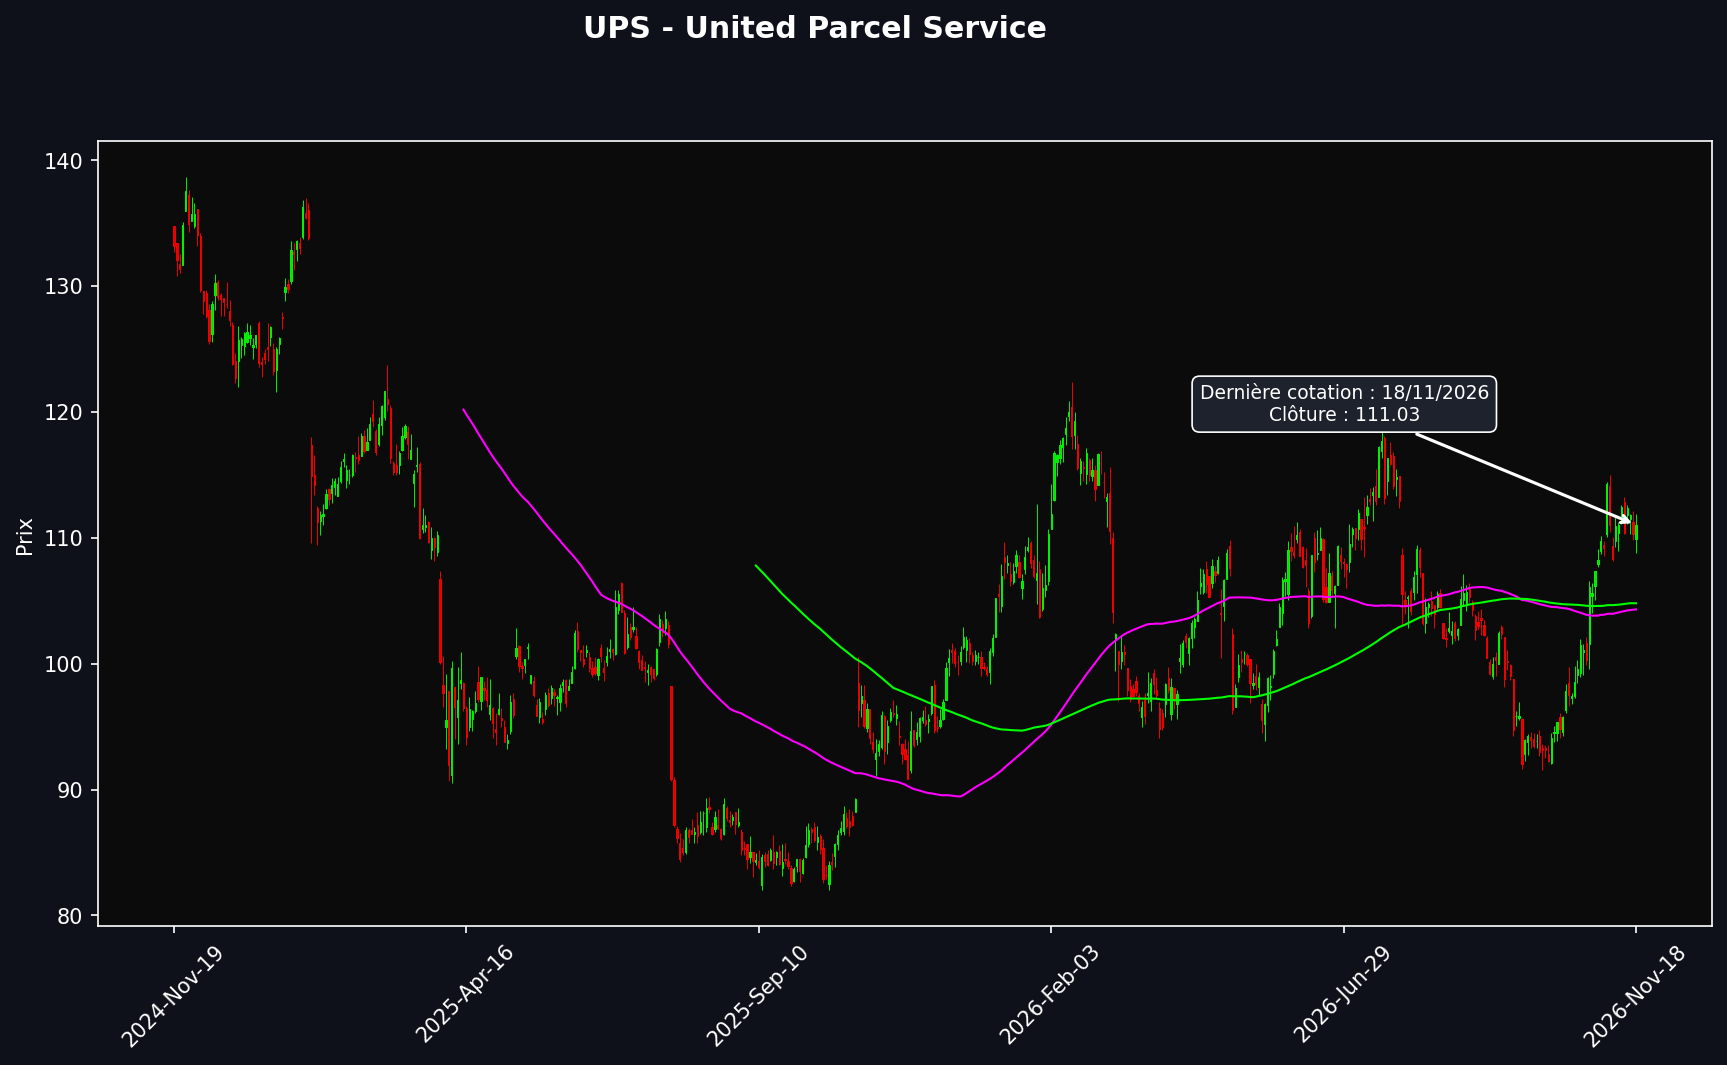 UPS - United Parcel Service
Prix
140
130
120
110
100
90
80
Dernière cotation : 18/11/2026
Clôture : 111.03
2024-Nov-19
2025-Apr-16
2025-Sep-10
2026-Feb-03
2026-Jun-29
2026-Nov-18